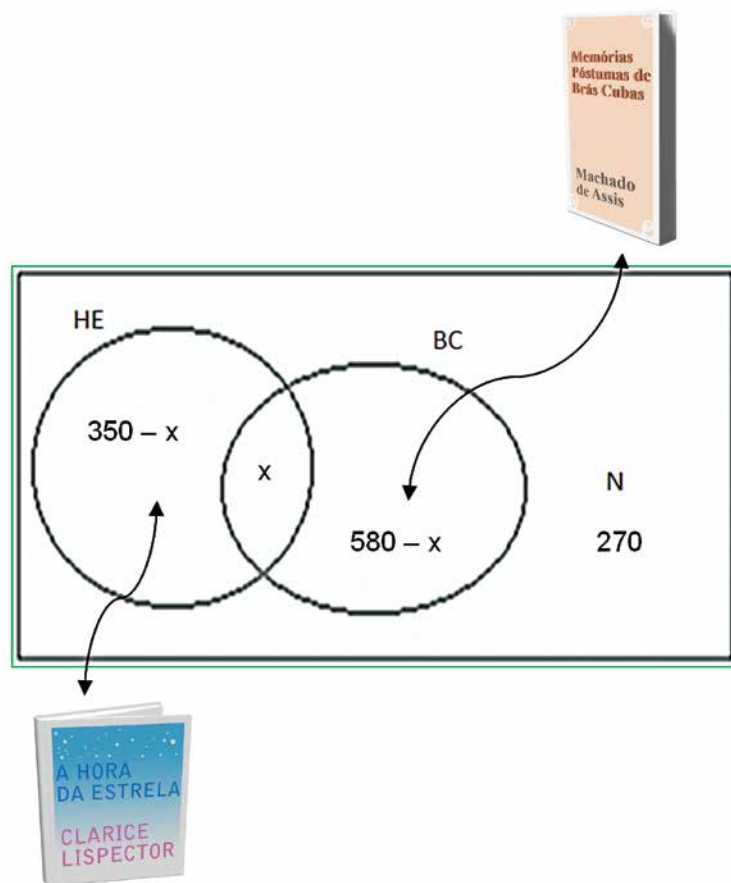 Memórias
Póstumas de
Brás Cubas
Machado
de Assis
HE
BC
350 – x
x
N
580 – x
270
A HORA
DA ESTRELA
CLARICE
LISPECTOR